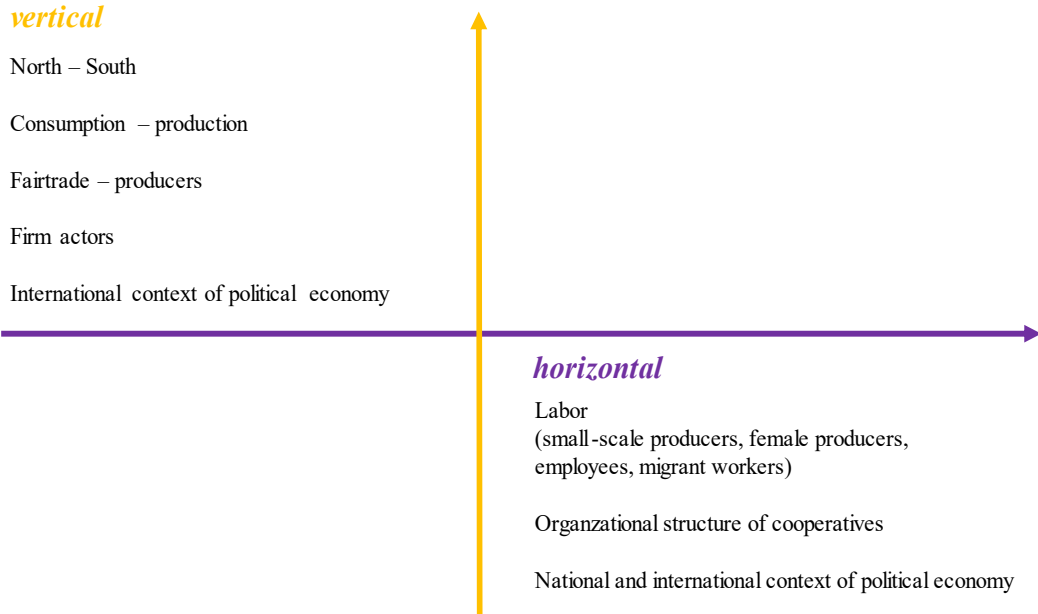 vertical
North – South
Consumption – production
Fairtrade – producers
Firm actors
International context of political economy
horizontal
Labor
(small-scale producers, female producers,
employees, migrant workers)
Organzational structure of cooperatives
National and international context of political economy